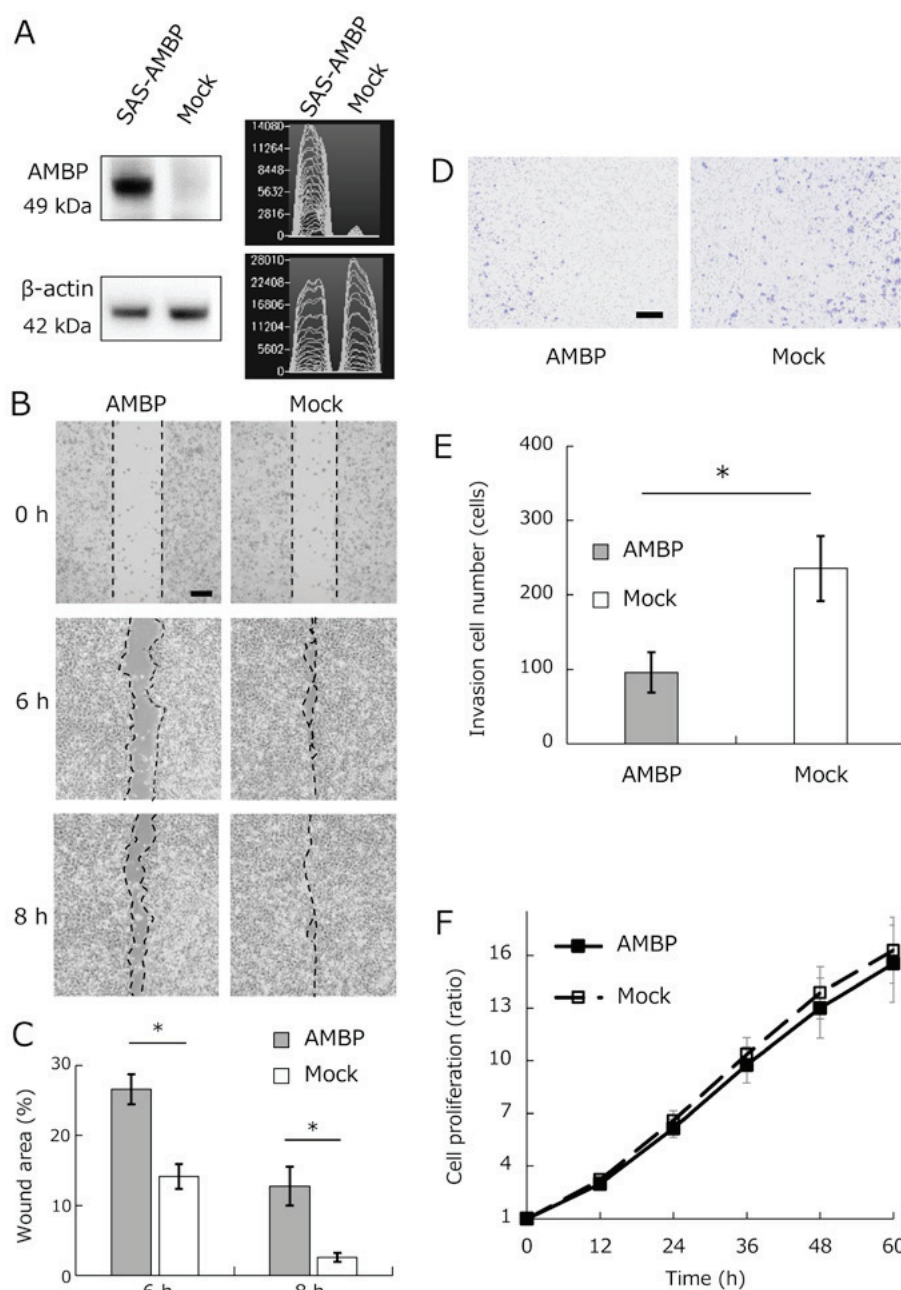 A
SAS-AMBP
Mock
SAS-AMBP
Mock
AMBP
49 kDa
14080
11264
8448
5632
2816
0
β-actin
42 kDa
28010
22408
16806
11204
5602
0
B
AMBP
Mock
0 h
6 h
8 h
C
*
*
AMBP
Mock
Wound area (%)
30
20
10
0
6 h
8 h
D
AMBP
Mock
E
*
AMBP
Mock
Invasion cell number (cells)
400
300
200
100
0
AMBP
Mock
F
AMBP
Mock
Cell proliferation (ratio)
16
13
10
7
4
1
0
12
24
36
48
60
Time (h)